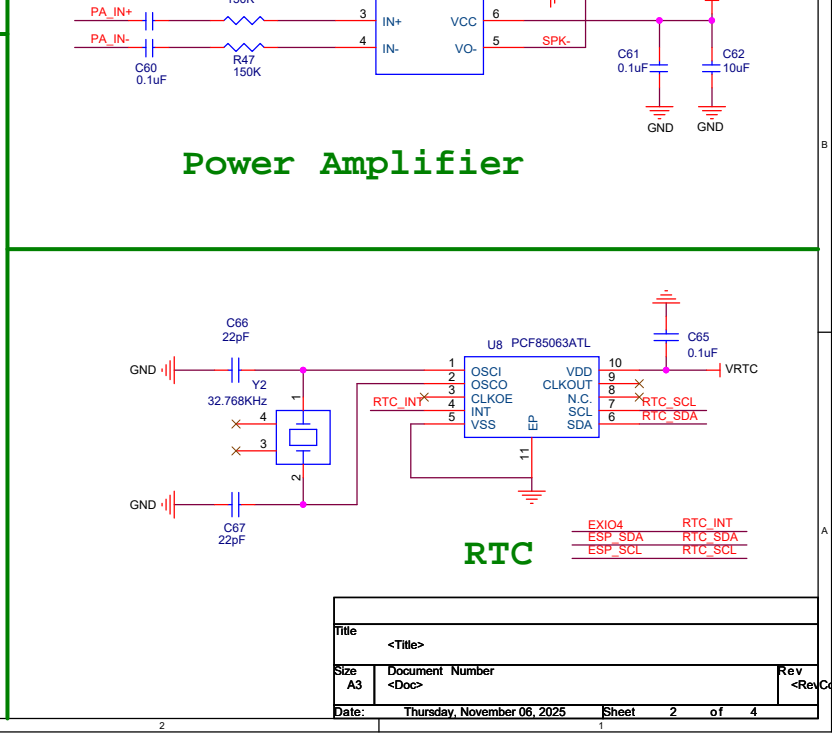 PA_IN+
3
IN+
VCC
6
PA_IN-
4
IN-
VO-
5
SPK-
R47
150K
C60
0.1uF
C61
0.1uF
C62
10uF
GND
GND
B
Power Amplifier
C66
22pF
GND
Y2
32.768KHz
1
4
3
2
GND
C67
22pF
U8 PCF85063ATL
C65
0.1uF
VRTC
1
OSCI
VDD
10
2
OSCO
CLKOUT
9
3
CLKOE
N.C.
8
RTC_INT
4
INT
SCL
7
RTC_SCL
5
VSS
SDA
6
RTC_SDA
EP
11
RTC
EXIO4 RTC_INT
ESP_SDA RTC_SDA
ESP_SCL RTC_SCL
A
Title
<Title>
Size
A3
Document Number
<Doc>
Rev
Date: Thursday, November 06, 2025 Sheet 2 of 4
2
1